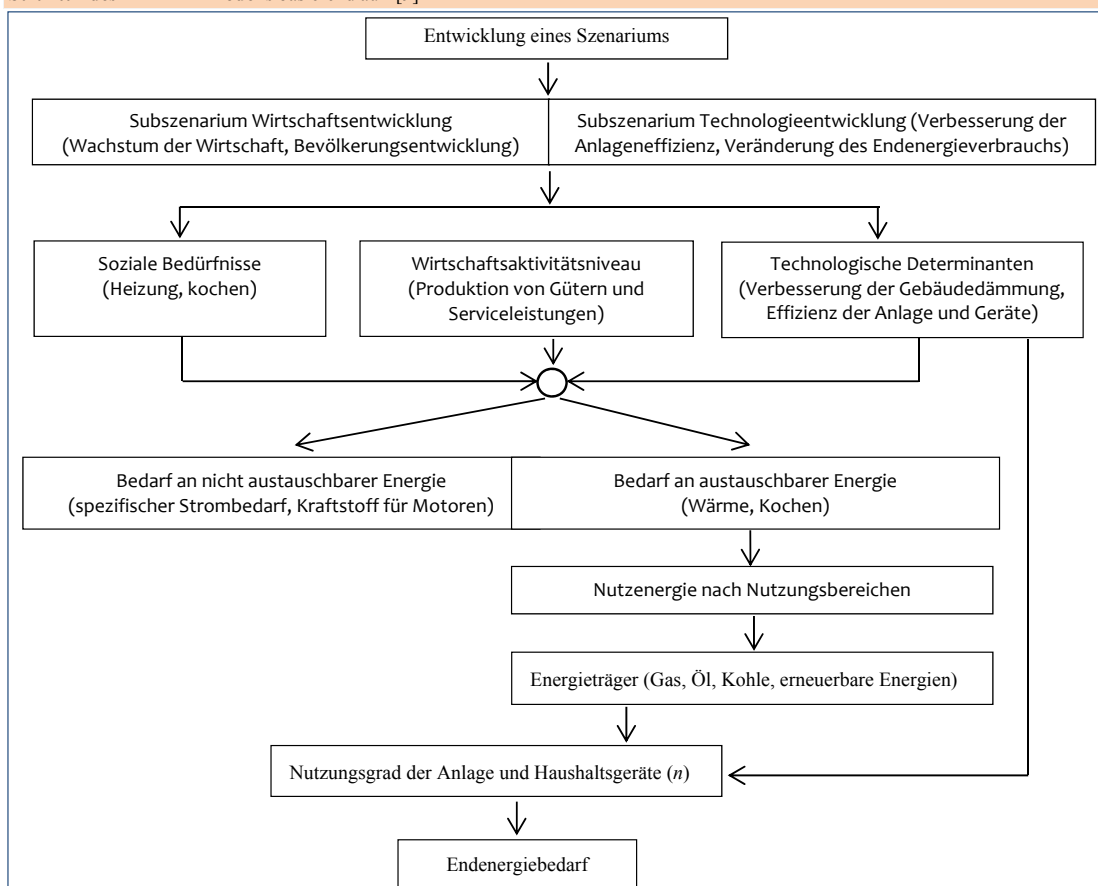 Entwicklung eines Szenariums
Subszenarium Wirtschaftsentwicklung
(Wachstum der Wirtschaft, Bevölkerungsentwicklung)
Subszenarium Technologieentwicklung (Verbesserung der
Anlageneffizienz, Veränderung des Endenergieverbrauchs)
Soziale Bedürfnisse
(Heizung, kochen)
Wirtschaftsaktivitätsniveau
(Produktion von Gütern und
Serviceleistungen)
Technologische Determinanten
(Verbesserung der Gebäudedämmung,
Effizienz der Anlage und Geräte)
Bedarf an nicht austauschbarer Energie
(spezifischer Strombedarf, Kraftstoff für Motoren)
Bedarf an austauschbarer Energie
(Wärme, Kochen)
Nutzenergie nach Nutzungsbereichen
Energieträger (Gas, Öl, Kohle, erneuerbare Energien)
Nutzungsgrad der Anlage und Haushaltsgeräte (n)
Endenergiebedarf